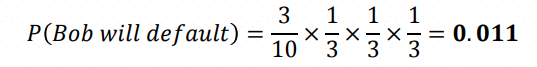 P(Bob will default) = 3/10 × 1/3 × 1/3 × 1/3 = 0.011